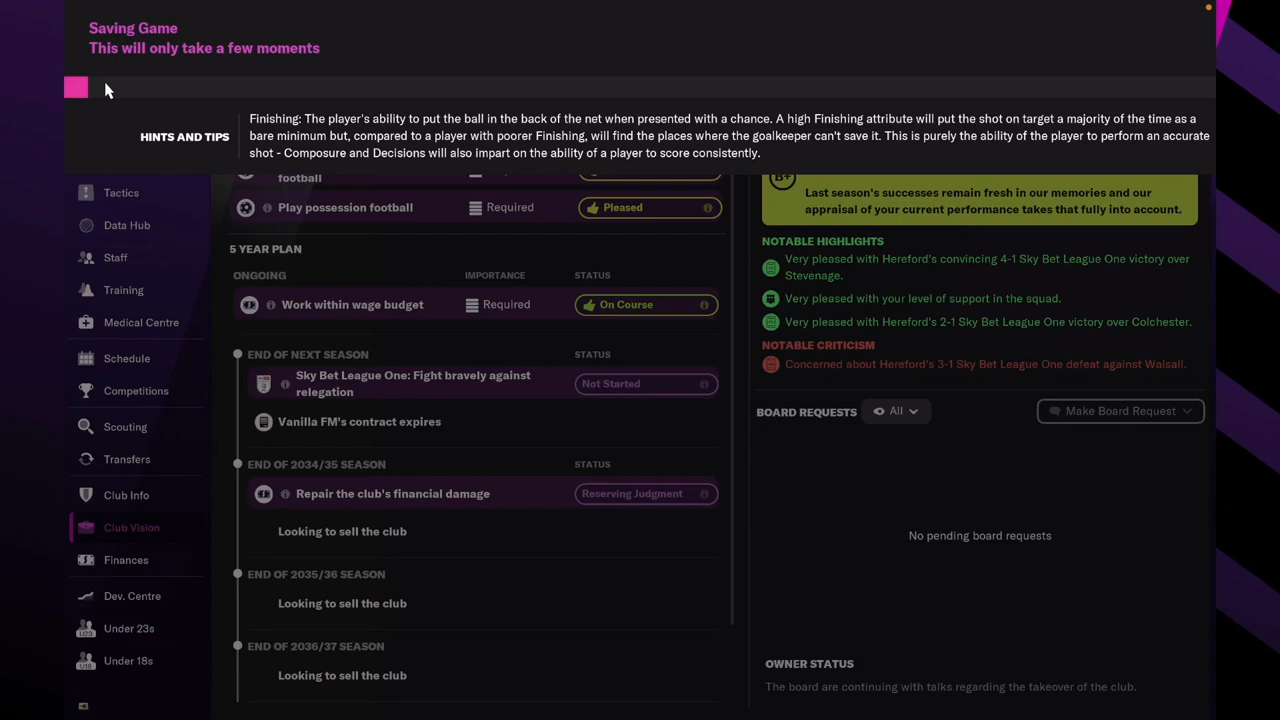 Saving Game
This will only take a few moments
HINTS AND TIPS
Finishing: The player's ability to put the ball in the back of the net when presented with a chance. A high Finishing attribute will put the shot on target a majority of the time as a
bare minimum but, compared to a player with poorer Finishing, will find the places where the goalkeeper can't save it. This is purely the ability of the player to perform an accurate
shot - Composure and Decisions will also impart on the ability of a player to score consistently.
Tactics
Data Hub
Staff
Training
Medical Centre
Schedule
Competitions
Scouting
Transfers
Club Info
Club Vision
Finances
Dev. Centre
U23 Under 23s
U18 Under 18s
football
Play possession football Required Pleased
5 YEAR PLAN
ONGOING IMPORTANCE STATUS
Work within wage budget Required On Course
END OF NEXT SEASON STATUS
Sky Bet League One: Fight bravely against
relegation
Not Started
Vanilla FM's contract expires
END OF 2034/35 SEASON STATUS
Repair the club's financial damage Reserving Judgment
Looking to sell the club
END OF 2035/36 SEASON
Looking to sell the club
END OF 2036/37 SEASON
Looking to sell the club
B+
Last season's successes remain fresh in our memories and our
appraisal of your current performance takes that fully into account.
NOTABLE HIGHLIGHTS
Very pleased with Hereford's convincing 4-1 Sky Bet League One victory over
Stevenage.
Very pleased with your level of support in the squad.
Very pleased with Hereford's 2-1 Sky Bet League One victory over Colchester.
NOTABLE CRITICISM
Concerned about Hereford's 3-1 Sky Bet League One defeat against Walsall.
BOARD REQUESTS All Make Board Request
No pending board requests
OWNER STATUS
The board are continuing with talks regarding the takeover of the club.